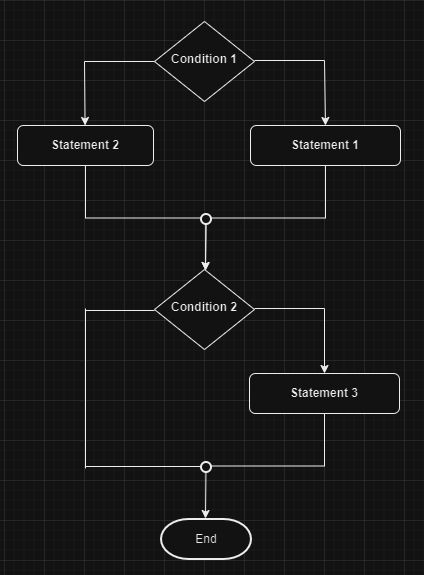 Condition 1
Statement 2
Statement 1
Condition 2
Statement 3
End